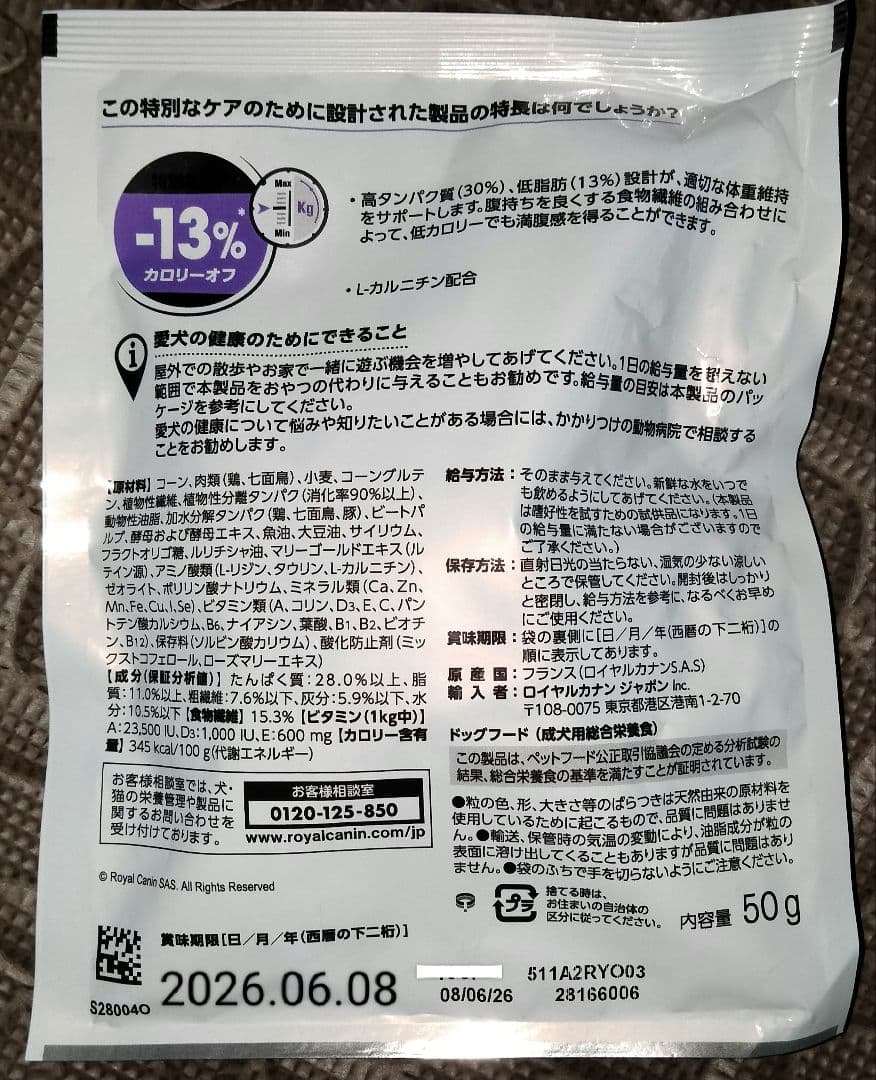 この特別なケアのために設計された製品の特長は何でしょうか?
-13%*
カロリーオフ
Max
Kg
Min
・高タンパク質(30%)、低脂肪(13%)設計が、適切な体重維持
をサポートします。腹持ちを良くする食物繊維の組み合わせに
よって、低カロリーでも満腹感を得ることができます。
・L-カルニチン配合
i
愛犬の健康のためにできること
屋外での散歩やお家で一緒に遊ぶ機会を増やしてあげてください。1日の給与量を超えない
範囲で本製品をおやつの代わりに与えることもお勧めです。給与量の目安は本製品のパッ
ケージを参考にしてください。
愛犬の健康について悩みや知りたいことがある場合には、かかりつけの動物病院で相談する
ことをお勧めします。
【原材料】コーン、肉類(鶏、七面鳥)、小麦、コーングルテ
ン、植物性繊維、植物性分離タンパク(消化率90%以上)、
動物性油脂、加水分解タンパク(鶏、七面鳥、豚)、ビートパ
ルプ、酵母および酵母エキス、魚油、大豆油、サイリウム、
フラクトオリゴ糖、ルリチシャ油、マリーゴールドエキス(ル
テイン源)、アミノ酸類(L-リジン、タウリン、L-カルニチン)、
ゼオライト、ポリリン酸ナトリウム、ミネラル類(Ca、Zn、
Mn、Fe、Cu、I、Se)、ビタミン類(A、コリン、D3、E、C、パン
トテン酸カルシウム、B6、ナイアシン、葉酸、B1、B2、ビオチ
ン、B12)、保存料(ソルビン酸カリウム)、酸化防止剤(ミッ
クストコフェロール、ローズマリーエキス)
【成分(保証分析値)】たんぱく質:28.0%以上、脂
質:11.0%以上、粗繊維:7.6%以下、灰分:5.9%以下、水
分:10.5%以下【食物繊維】15.3%【ビタミン(1kg中)】
A:23,500 IU、D3:1,000 IU、E:600 mg【カロリー含有
量】345 kcal/100 g(代謝エネルギー)
お客様相談室では、犬・
猫の栄養管理や製品に
関するお問い合わせを
受け付けております。
お客様相談室
0120-125-850
www.royalcanin.com/jp
© Royal Canin SAS. All Rights Reserved
給与方法:そのまま与えてください。新鮮な水をいつで
も飲めるようにしてあげてください。(本製品
は嗜好性を試すための試供品になります。1日
の給与量に満たない場合がございますので
ご了承ください。)
保存方法:直射日光の当たらない、湿気の少ない涼しい
ところで保管してください。開封後はしっかり
と密閉し、給与方法を参考に、なるべくお早め
にご使用ください。
賞味期限:袋の裏側に[日/月/年(西暦の下二桁)]の
順に表示してあります。
原産国:フランス(ロイヤルカナンS.A.S)
輸入者:ロイヤルカナン ジャポン Inc.
〒108-0075 東京都港区港南1-2-70
ドッグフード(成犬用総合栄養食)
この製品は、ペットフード公正取引協議会の定める分析試験の
結果、総合栄養食の基準を満たすことが証明されています。
●粒の色、形、大きさ等のばらつきは天然由来の原材料を
使用しているために起こるもので、品質に問題はありませ
ん。●輸送、保管時の気温の変動により、油脂成分が粒の
表面に溶け出してくることもありますが品質に問題はあり
ません。●袋のふちで手を切らないようにご注意ください。
プラ
捨てる時は、
お住まいの自治体の
区分に従ってください。
内容量 50g
賞味期限[日/月/年(西暦の下二桁)]
S28004O
2026.06.08
511A2RYO03
08/06/26 28166006